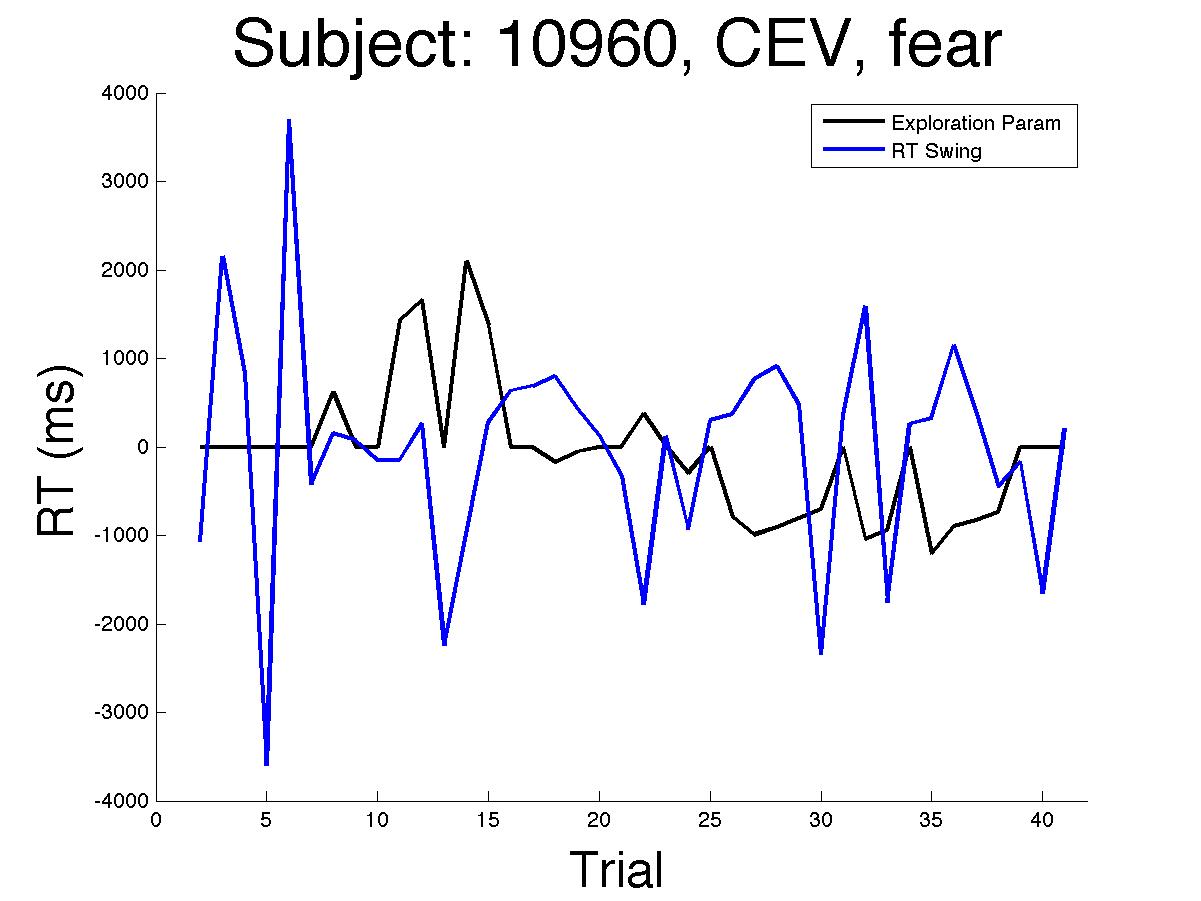 Subject: 10960, CEV, fear
4000
3000
2000
1000
0
-1000
-2000
-3000
-4000
RT (ms)
Exploration Param
RT Swing
0 5 10 15 20 25 30 35 40
Trial